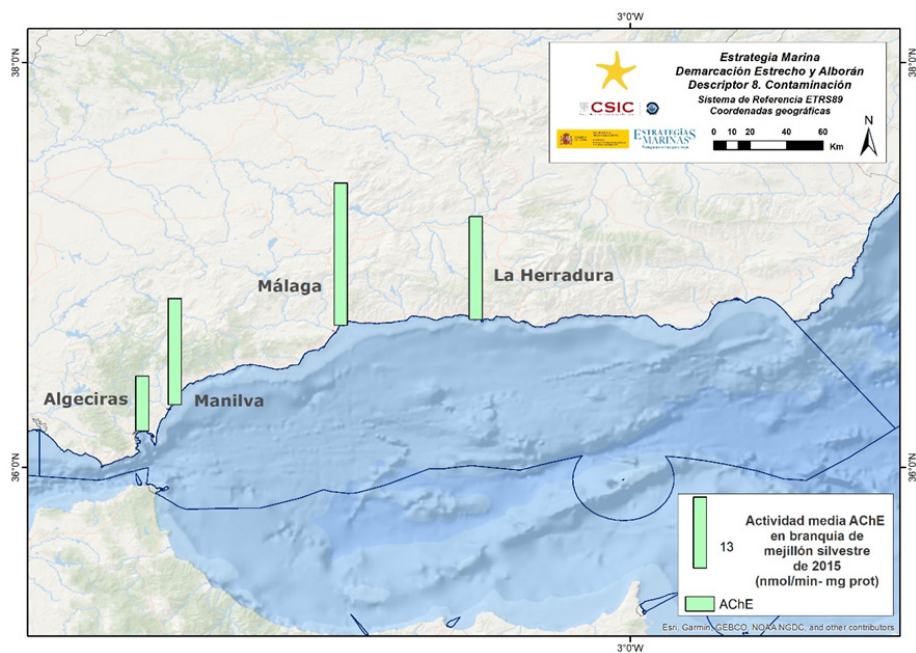 3°0'W
38°0'N
38°0'N
Estrategia Marina
Demarcación Estrecho y Alborán
Descriptor 8. Contaminación
Sistema de Referencia ETRS89
Coordenadas geográficas
CSIC
ESTRATEGIAS
MARINAS
0 10 20 40 60
Km
N
Málaga
La Herradura
Algeciras
Manilva
36°0'N
36°0'N
13
Actividad media AChE
en branquia de
mejillón silvestre
de 2015
(nmol/min- mg prot)
AChE
Esri, Garmin, GEBCO, NOAA NGDC, and other contributors
3°0'W